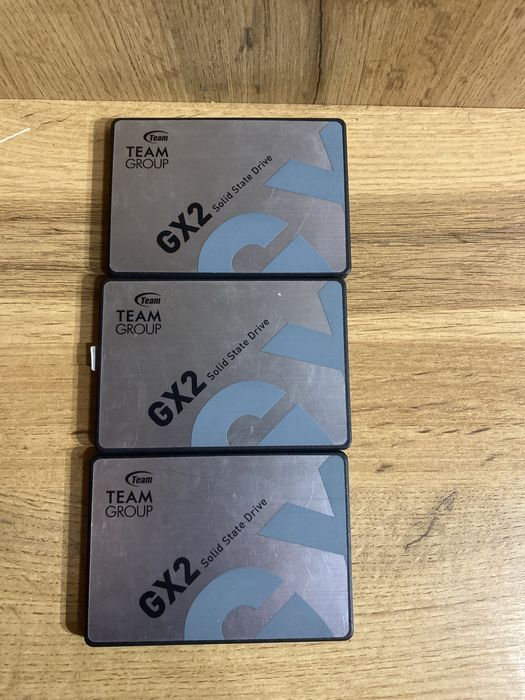 Team
TEAM
GROUP
GX2 Solid State Drive
Team
TEAM
GROUP
GX2 Solid State Drive
Team
TEAM
GROUP
GX2 Solid State Drive